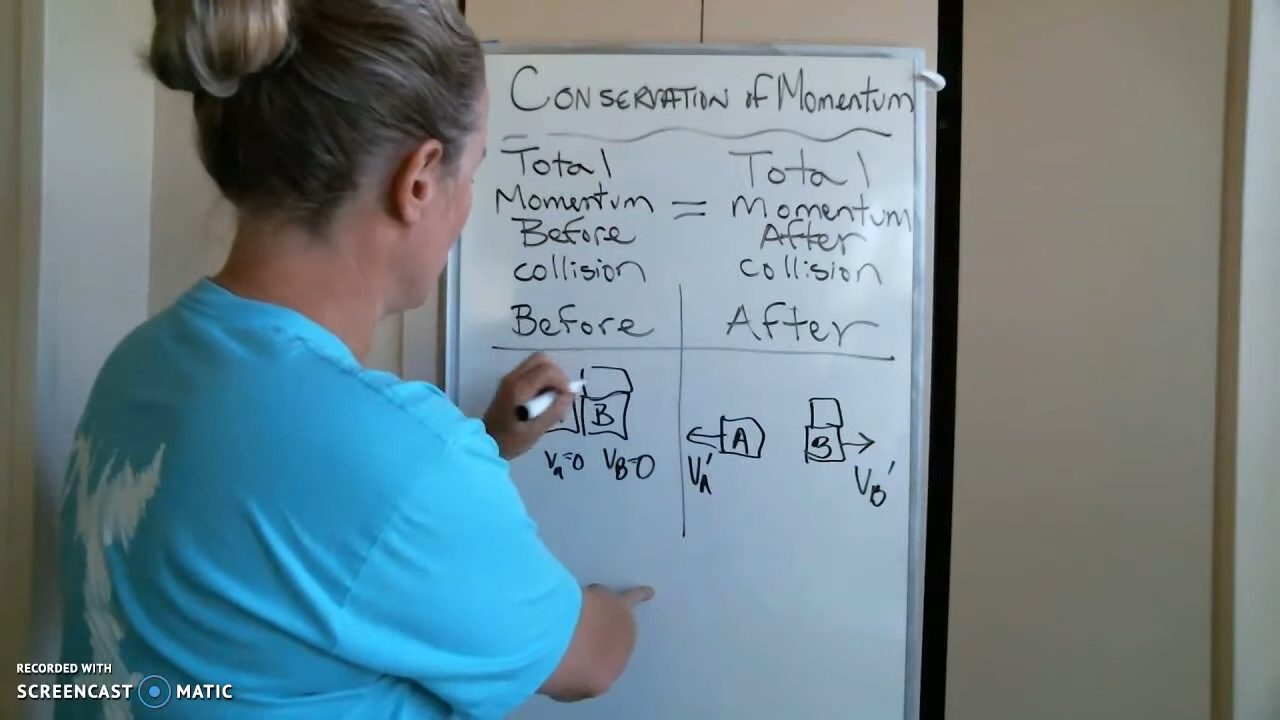 CONSERVATION of Momentum
Total Momentum Before collision
=
Total Momentum After collision
Before
After
B
Va=0 VB=0
A
B
VA'
VB'
RECORDED WITH
SCREENCAST MATIC